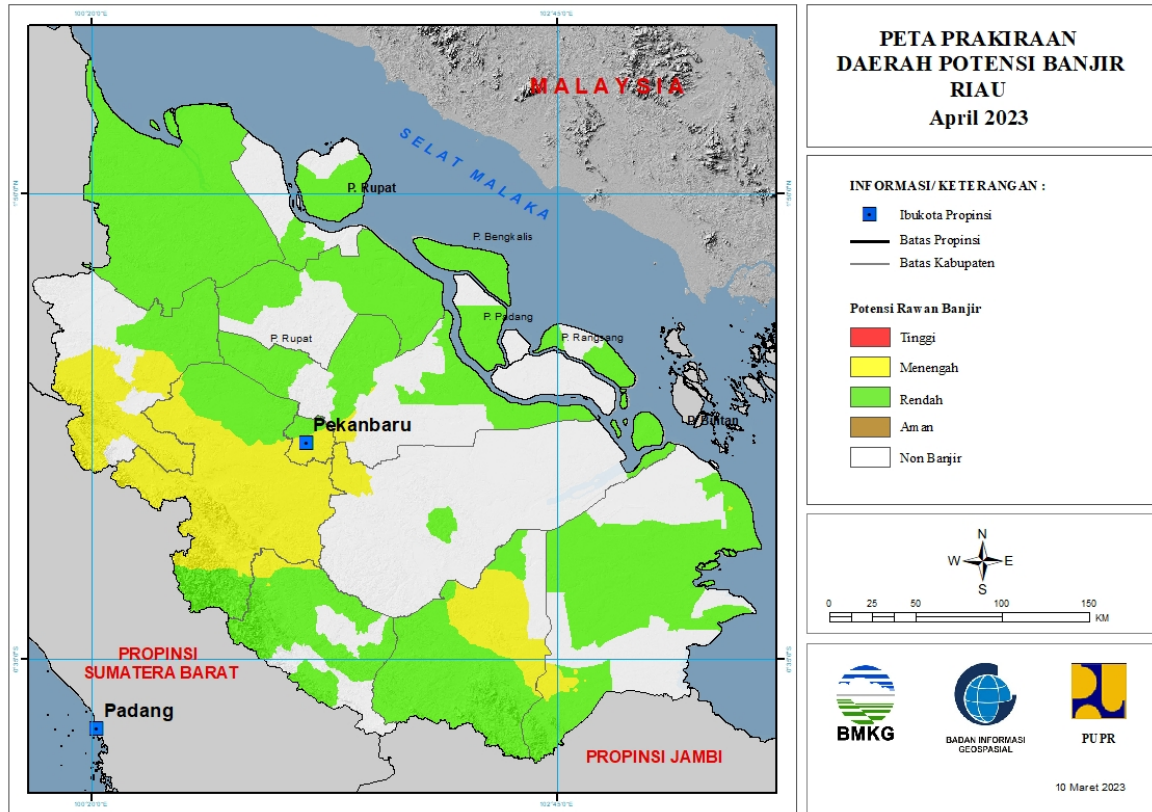 PETA PRAKIRAAN
DAERAH POTENSI BANJIR
RIAU
April 2023
INFORMASI/ KETERANGAN :
Ibukota Propinsi
Batas Propinsi
Batas Kabupaten
Potensi Rawan Banjir
Tinggi
Menengah
Rendah
Aman
Non Banjir
N
W E
S
0 25 50 100 150
KM
BMKG
BADAN INFORMASI
GEOSPASIAL
PUPR
10 Maret 2023
MALAYSIA
SELAT MALAKA
P. Rupat
P. Bengkalis
P. Padang
P. Rangsang
P. Rupat
P. Bintan
Pekanbaru
PROPINSI
SUMATERA BARAT
Padang
PROPINSI JAMBI